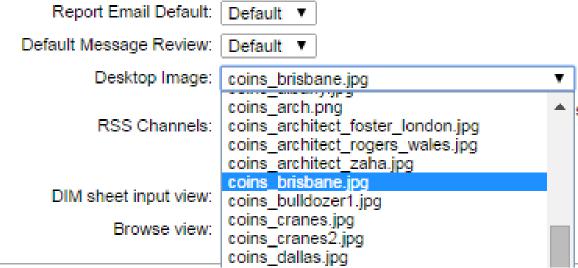 Report Email Default: Default
Default Message Review: Default
Desktop Image: coins_brisbane.jpg
coins_albany.jpg
coins_arch.png
RSS Channels:
coins_architect_foster_london.jpg
coins_architect_rogers_wales.jpg
coins_architect_zaha.jpg
coins_brisbane.jpg
DIM sheet input view:
coins_bulldozer1.jpg
coins_cranes.jpg
Browse view:
coins_cranes2.jpg
coins_dallas.jpg